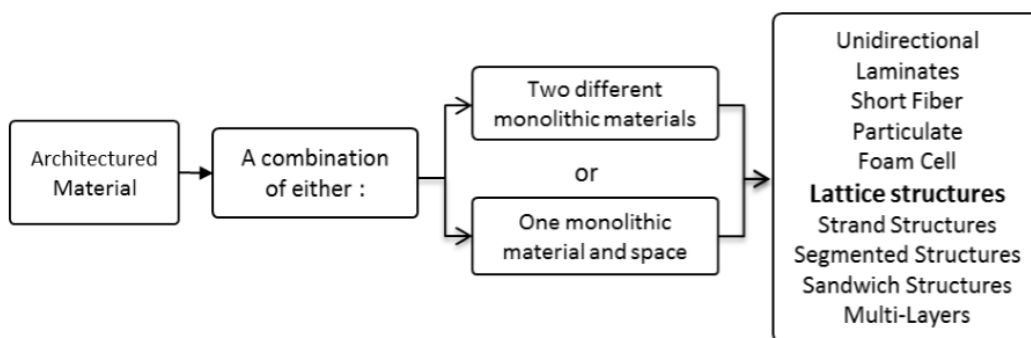 Architectured
Material
A combination
of either :
Two different
monolithic materials
or
One monolithic
material and space
Unidirectional
Laminates
Short Fiber
Particulate
Foam Cell
Lattice structures
Strand Structures
Segmented Structures
Sandwich Structures
Multi-Layers